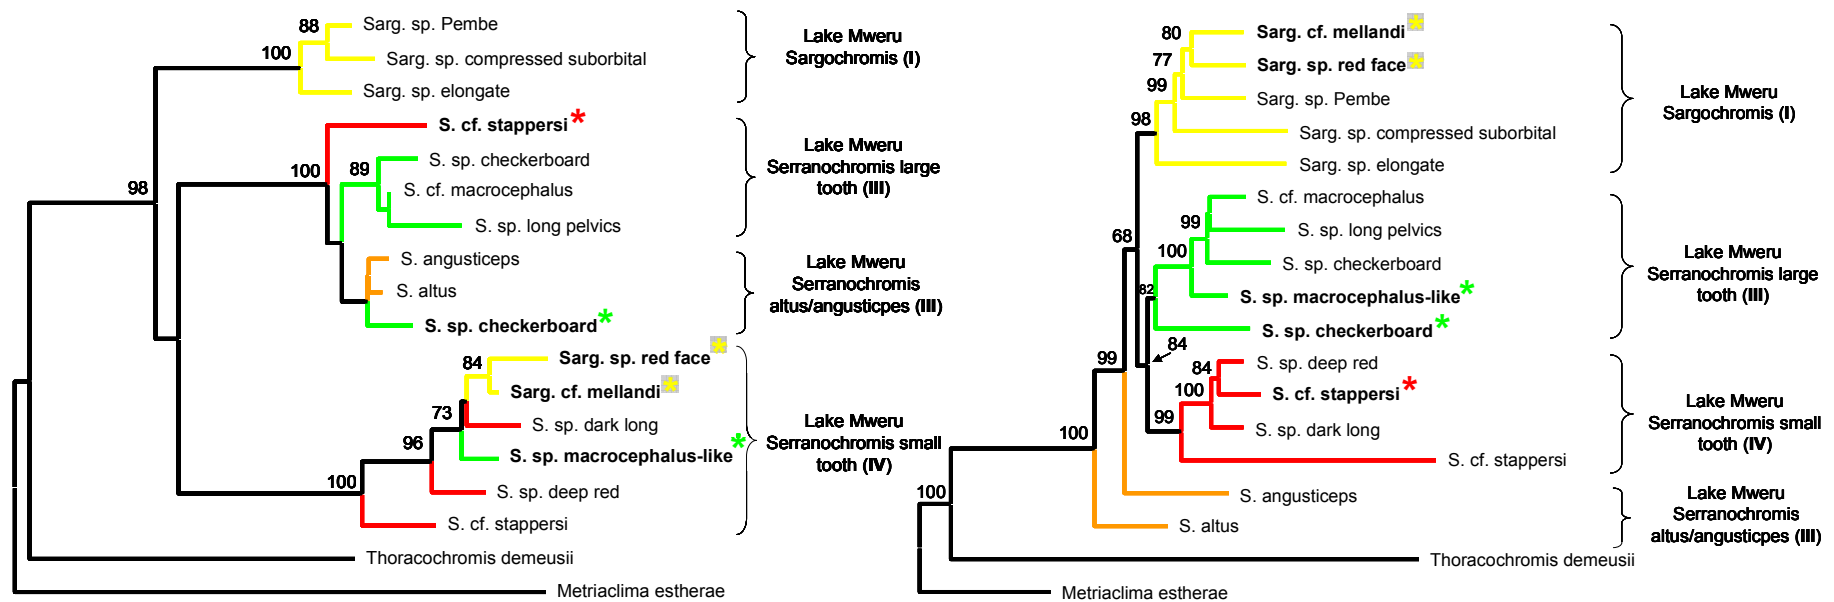 88
Sarg. sp. Pembe
100
Sarg. sp. compressed suborbital
Sarg. sp. elongate
Lake Mweru
Sargochromis (I)
S. cf. stappersi*
98
100
S. sp. checkerboard
89
S. cf. macrocephalus
S. sp. long pelvics
Lake Mweru
Serranochromis large
tooth (III)
S. angusticeps
S. altus
S. sp. checkerboard*
Lake Mweru
Serranochromis
altus/angusticpes (III)
Sarg. sp. red face*
84
Sarg. cf. mellandi*
73
S. sp. dark long
96
S. sp. macrocephalus-like*
100
S. sp. deep red
S. cf. stappersi
Lake Mweru
Serranochromis small
tooth (IV)
Thoracochromis demeusii
Metriaclima estherae
80
Sarg. cf. mellandi*
77
Sarg. sp. red face*
99
Sarg. sp. Pembe
98
Sarg. sp. compressed suborbital
Sarg. sp. elongate
Lake Mweru
Sargochromis (I)
S. cf. macrocephalus
99
S. sp. long pelvics
68
100
S. sp. checkerboard
82
S. sp. macrocephalus-like*
S. sp. checkerboard*
Lake Mweru
Serranochromis large
tooth (III)
84
99
84
S. sp. deep red
100
S. cf. stappersi*
99
S. sp. dark long
100
S. cf. stappersi
Lake Mweru
Serranochromis small
tooth (IV)
100
S. angusticeps
S. altus
Lake Mweru
Serranochromis
altus/angusticpes (III)
Thoracochromis demeusii
Metriaclima estherae